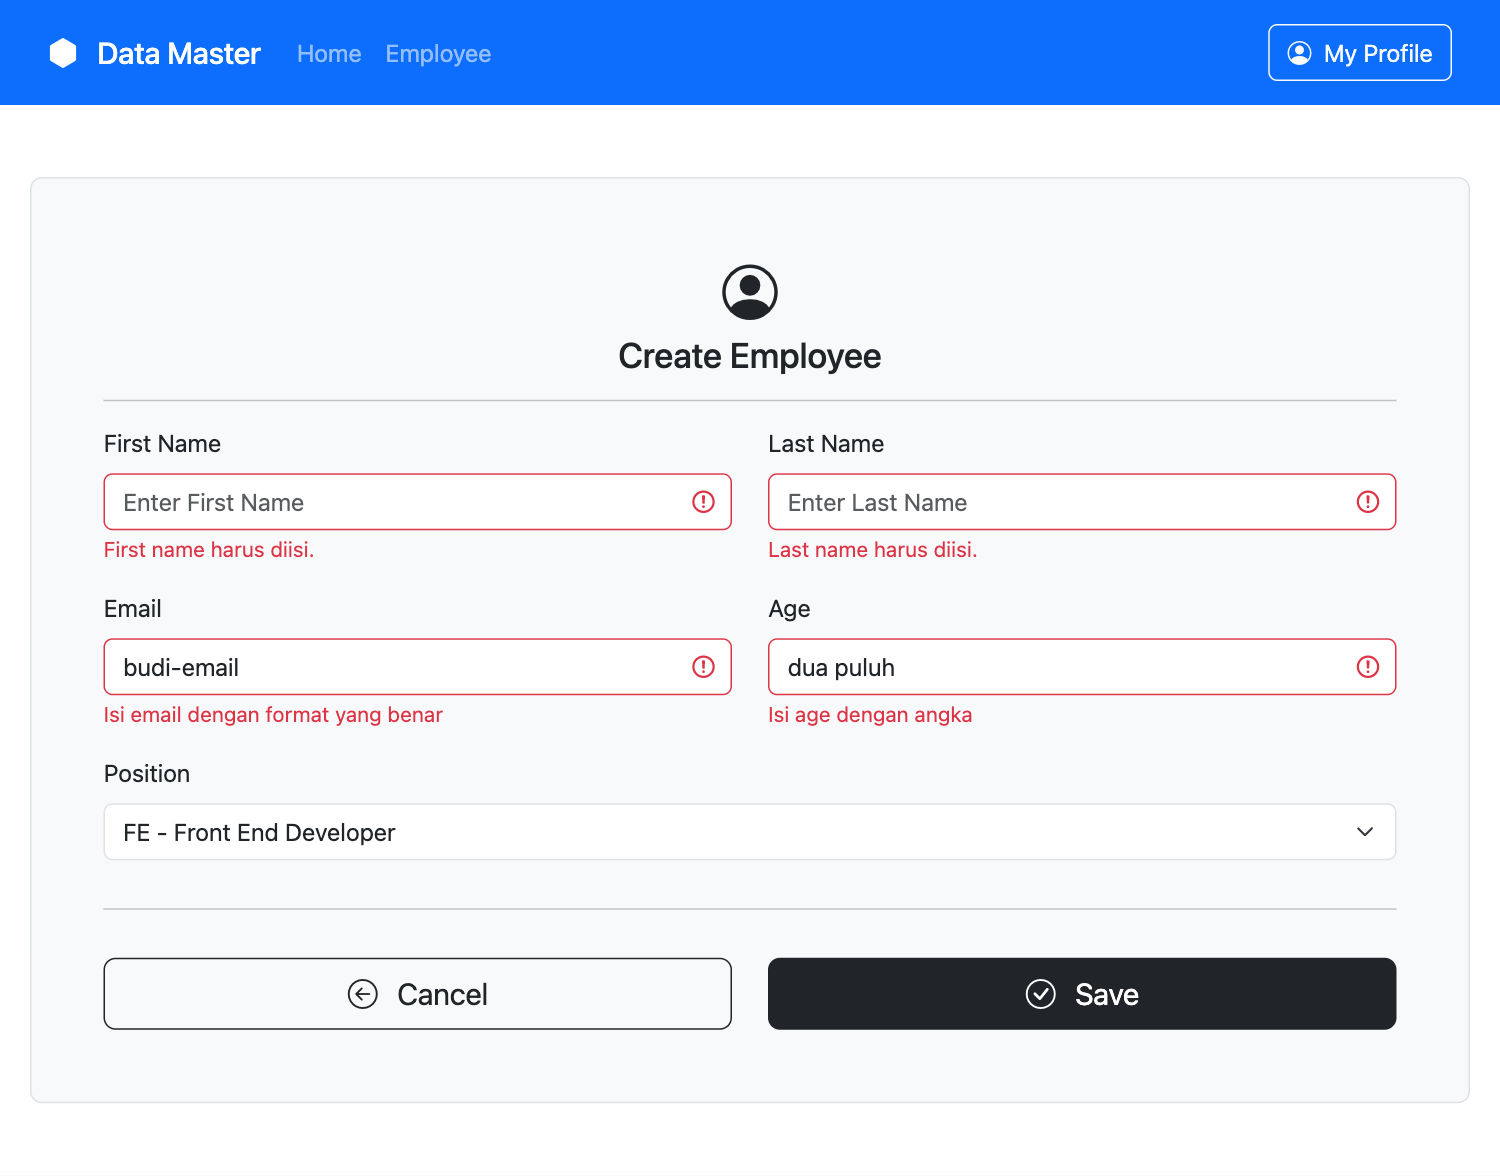 Data Master Home Employee My Profile
Create Employee
First Name
Enter First Name
First name harus diisi.
Last Name
Enter Last Name
Last name harus diisi.
Email
budi-email
Isi email dengan format yang benar
Age
dua puluh
Isi age dengan angka
Position
FE - Front End Developer
Cancel
Save